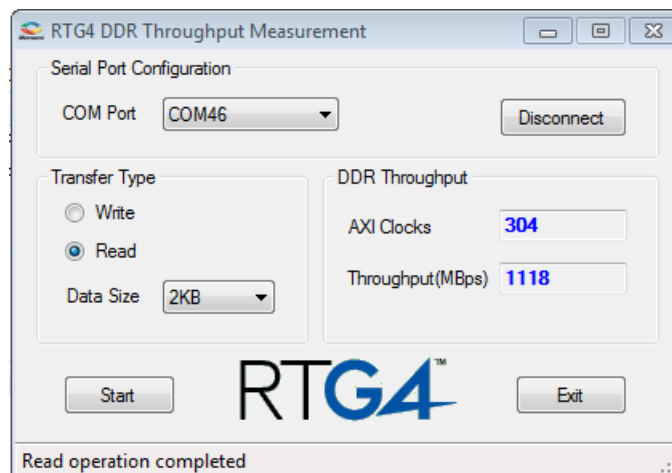 RTG4 DDR Throughput Measurement
Serial Port Configuration
COM Port
COM46
Disconnect
Transfer Type
Write
Read
Data Size
2KB
DDR Throughput
AXI Clocks
304
Throughput(MBps)
1118
Start
RTG4™
Exit
Read operation completed